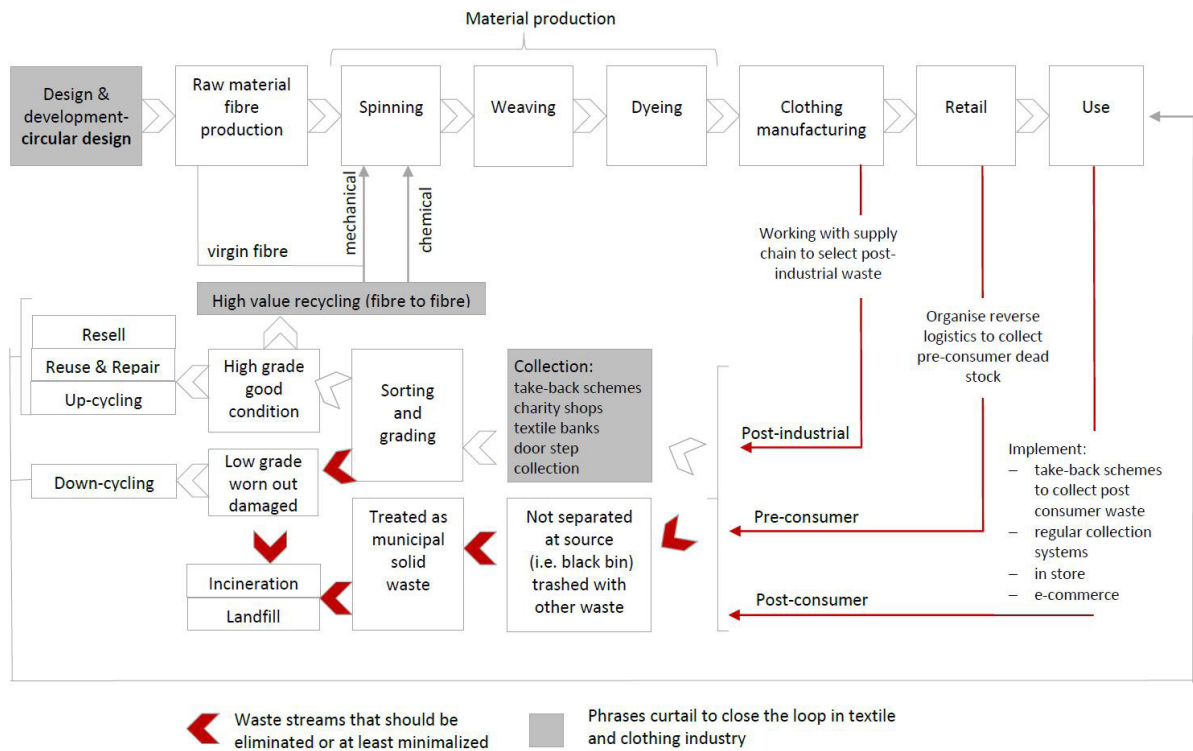 Material production
Design &
development-
circular design
Raw material
fibre
production
Spinning
Weaving
Dyeing
Clothing
manufacturing
Retail
Use
mechanical
chemical
virgin fibre
Working with supply
chain to select post-
industrial waste
High value recycling (fibre to fibre)
Organise reverse
logistics to collect
pre-consumer dead
stock
Resell
Reuse & Repair
Up-cycling
High grade
good
condition
Sorting
and
grading
Collection:
take-back schemes
charity shops
textile banks
door step
collection
Post-industrial
Implement:
– take-back schemes
to collect post
consumer waste
– regular collection
systems
– in store
– e-commerce
Down-cycling
Low grade
worn out
damaged
Treated as
municipal
solid
waste
Not separated
at source
(i.e. black bin)
trashed with
other waste
Pre-consumer
Incineration
Landfill
Post-consumer
Waste streams that should be
eliminated or at least minimalized
Phrases curtail to close the loop in textile
and clothing industry